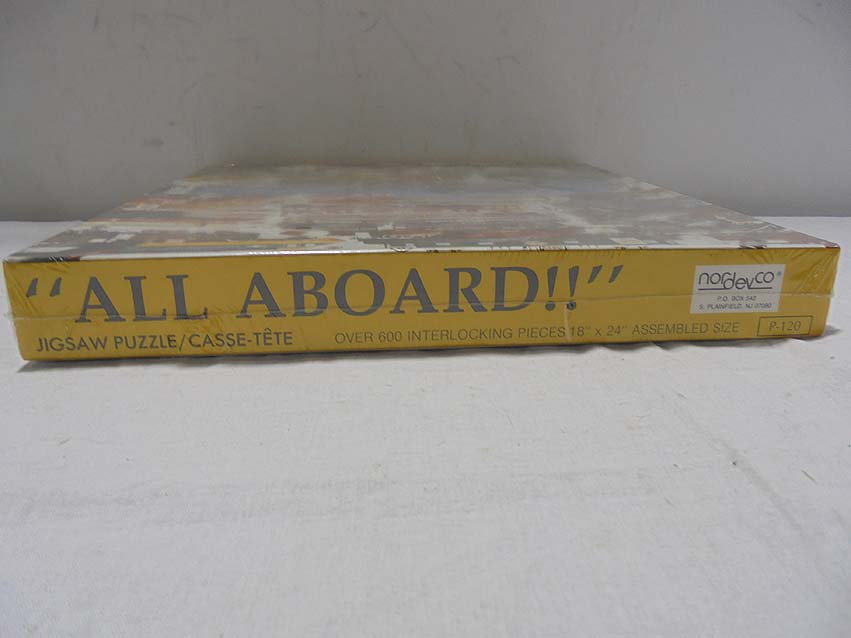 "ALL ABOARD!!"
JIGSAW PUZZLE/CASSE-TÊTE
OVER 600 INTERLOCKING PIECES 18" x 24" ASSEMBLED SIZE
nordevco®
P.O. BOX 542
S. PLAINFIELD, NJ 07080
P-120